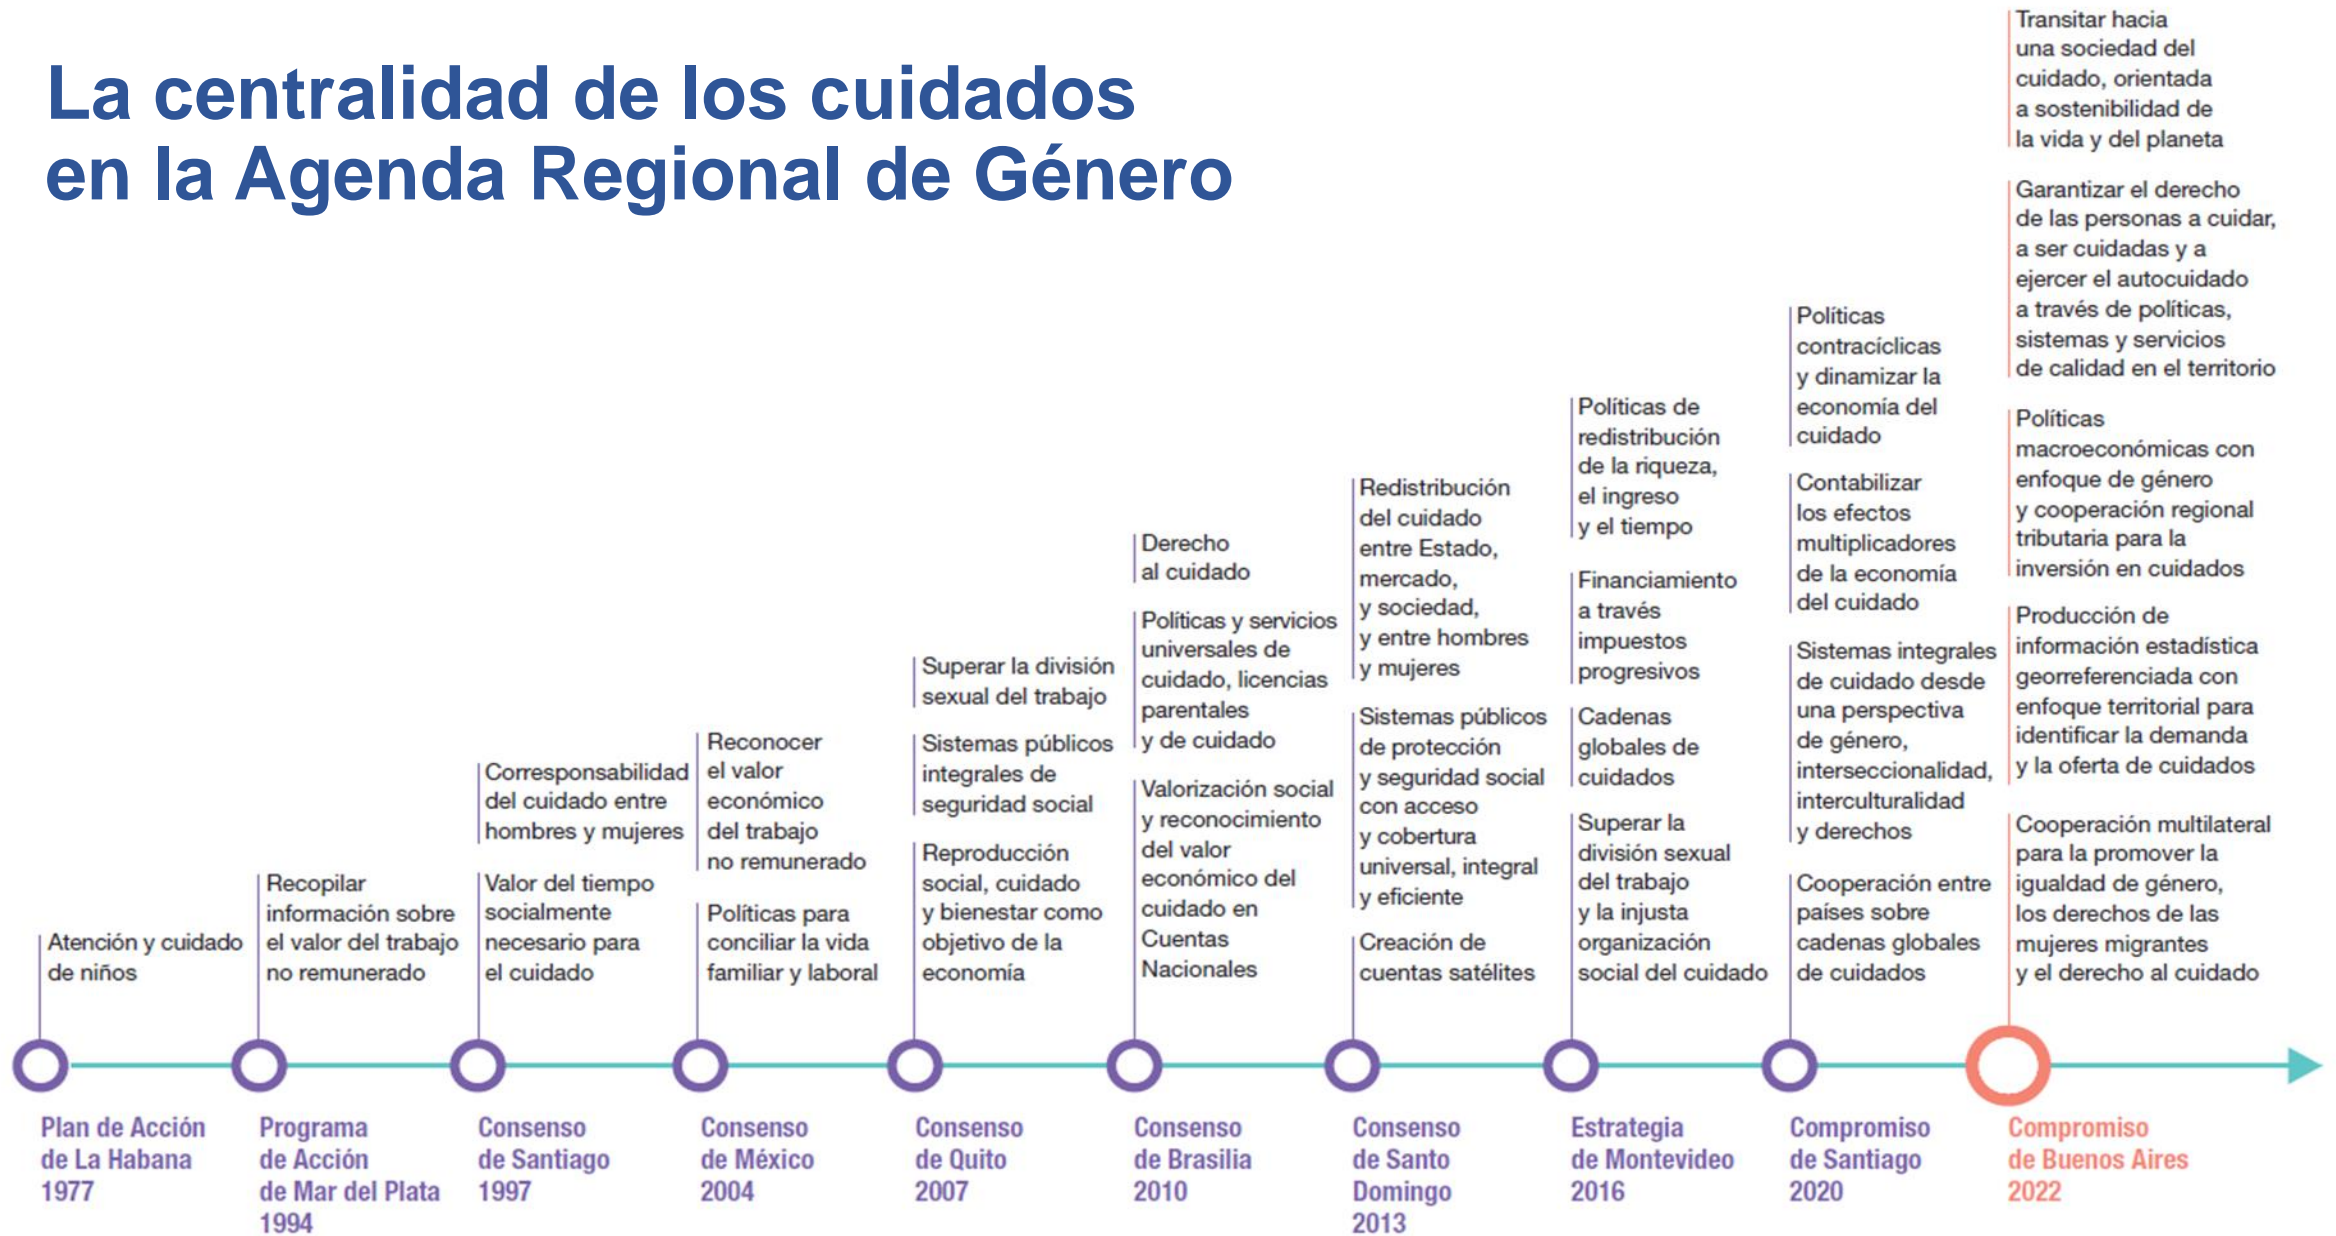 La centralidad de los cuidados
en la Agenda Regional de Género
Atención y cuidado
de niños
Plan de Acción
de La Habana
1977
Recopilar
información sobre
el valor del trabajo
no remunerado
Programa
de Acción
de Mar del Plata
1994
Corresponsabilidad
del cuidado entre
hombres y mujeres
Valor del tiempo
socialmente
necesario para
el cuidado
Consenso
de Santiago
1997
Reconocer
el valor
económico
del trabajo
no remunerado
Políticas para
conciliar la vida
familiar y laboral
Consenso
de México
2004
Superar la división
sexual del trabajo
Sistemas públicos
integrales de
seguridad social
Reproducción
social, cuidado
y bienestar como
objetivo de la
economía
Consenso
de Quito
2007
Derecho
al cuidado
Políticas y servicios
universales de
cuidado, licencias
parentales
y de cuidado
Valorización social
y reconocimiento
del valor
económico del
cuidado en
Cuentas
Nacionales
Consenso
de Brasilia
2010
Redistribución
del cuidado
entre Estado,
mercado,
y sociedad,
y entre hombres
y mujeres
Sistemas públicos
de protección
y seguridad social
con acceso
y cobertura
universal, integral
y eficiente
Creación de
cuentas satélites
Consenso
de Santo
Domingo
2013
Políticas de
redistribución
de la riqueza,
el ingreso
y el tiempo
Financiamiento
a través
impuestos
progresivos
Cadenas
globales de
cuidados
Superar la
división sexual
del trabajo
y la injusta
organización
social del cuidado
Estrategia
de Montevideo
2016
Políticas
contracíclicas
y dinamizar la
economía del
cuidado
Contabilizar
los efectos
multiplicadores
de la economía
del cuidado
Sistemas integrales
de cuidado desde
una perspectiva
de género,
interseccionalidad,
interculturalidad
y derechos
Cooperación entre
países sobre
cadenas globales
de cuidados
Compromiso
de Santiago
2020
Transitar hacia
una sociedad del
cuidado, orientada
a sostenibilidad de
la vida y del planeta
Garantizar el derecho
de las personas a cuidar,
a ser cuidadas y a
ejercer el autocuidado
a través de políticas,
sistemas y servicios
de calidad en el territorio
Políticas
macroeconómicas con
enfoque de género
y cooperación regional
tributaria para la
inversión en cuidados
Producción de
información estadística
georreferenciada con
enfoque territorial para
identificar la demanda
y la oferta de cuidados
Cooperación multilateral
para la promover la
igualdad de género,
los derechos de las
mujeres migrantes
y el derecho al cuidado
Compromiso
de Buenos Aires
2022